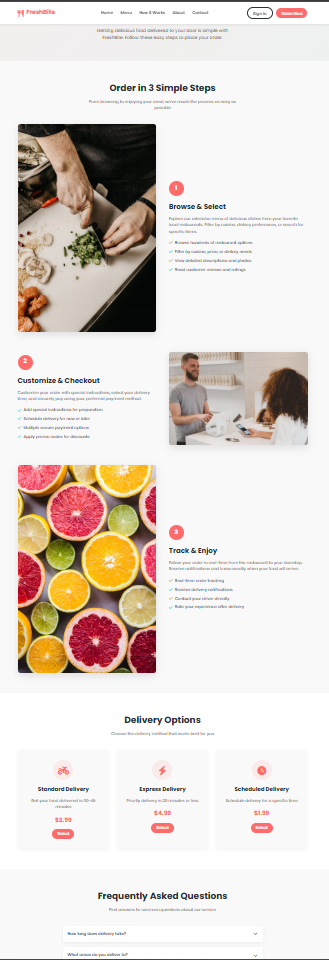 FreshBite
Home Menu How It Works About Contact
Sign In Order Now
Getting delicious food delivered to your door is simple with
FreshBite. Follow these easy steps to place your order.
Order in 3 Simple Steps
From browsing to enjoying your meal, we've made the process as easy as
possible
1
Browse & Select
Explore our extensive menu of delicious dishes from your favorite
local restaurants. Filter by cuisine, dietary preferences, or search for
specific items.
Browse hundreds of restaurant options
Filter by cuisine, price, or dietary needs
View detailed descriptions and photos
Read customer reviews and ratings
2
Customize & Checkout
Customize your order with special instructions, select your delivery
time, and securely pay using your preferred payment method.
Add special instructions for preparation
Schedule delivery for now or later
Multiple secure payment options
Apply promo codes for discounts
3
Track & Enjoy
Follow your order in real-time from the restaurant to your doorstep.
Receive notifications and know exactly when your food will arrive.
Real-time order tracking
Receive delivery notifications
Contact your driver directly
Rate your experience after delivery
Delivery Options
Choose the delivery method that works best for you
Standard Delivery
Get your food delivered in 30-45
minutes
$2.99
Select
Express Delivery
Priority delivery in 20 minutes or less
$4.99
Select
Scheduled Delivery
Schedule delivery for a specific time
$1.99
Select
Frequently Asked Questions
Find answers to common questions about our service
How long does delivery take?
What areas do you deliver to?